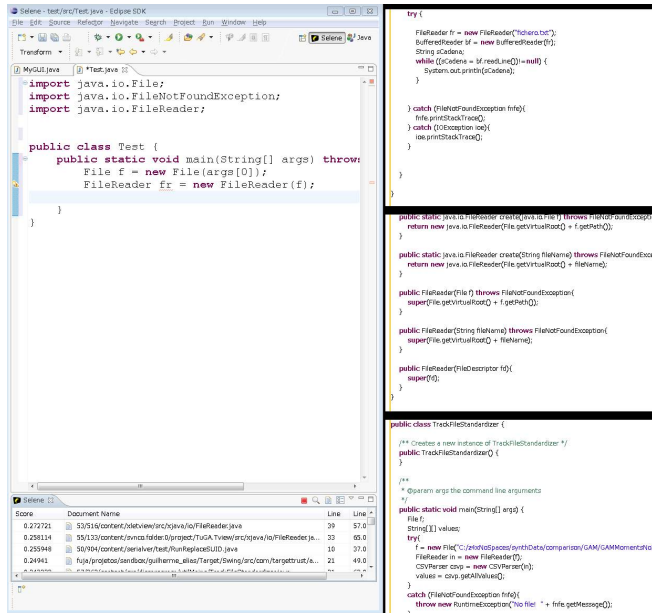 Selene - test/src/Test.java - Eclipse SDK
File Edit Source Refactor Navigate Search Project Run Window Help
Selene Java
Transform
MyGUI.java *Test.java
import java.io.File;
import java.io.FileNotFoundException;
import java.io.FileReader;
public class Test {
public static void main(String[] args) throws
File f = new File(args[0]);
FileReader fr = new FileReader(f);
}
}
Selene
Score Document Name Line Line
0.272721 53/516/content/xletview/src/xjava/io/FileReader.java 39 57.0
0.258114 55/133/content/svnca.folder.0/project/TuGA.Tview/src/xjava/io/FileReader.ja... 33 65.0
0.255948 50/904/content/serialver/test/RunReplaceSUID.java 10 37.0
0.24941 fuja/projetos/sandbox/guilherme_elias/Target/Swing/src/com/targettrust/a... 21 49.0
try {
FileReader fr = new FileReader("fichero.txt");
BufferedReader bf = new BufferedReader(fr);
String sCadena;
while ((sCadena = bf.readLine())!=null) {
System.out.println(sCadena);
}
} catch (FileNotFoundException fnfe){
fnfe.printStackTrace();
} catch (IOException ioe){
ioe.printStackTrace();
}
}
}
public static java.io.FileReader create(java.io.File f) throws FileNotFoundExcepti
return new java.io.FileReader(File.getVirtualRoot() + f.getPath());
}
public static java.io.FileReader create(String fileName) throws FileNotFoundExce
return new java.io.FileReader(File.getVirtualRoot() + fileName);
}
public FileReader(File f) throws FileNotFoundException{
super(File.getVirtualRoot() + f.getPath());
}
public FileReader(String fileName) throws FileNotFoundException{
super(File.getVirtualRoot() + fileName);
}
public FileReader(FileDescriptor fd){
super(fd);
}
}
public class TrackFileStandardizer {
/** Creates a new instance of TrackFileStandardizer */
public TrackFileStandardizer() {
}
/**
* @param args the command line arguments
*/
public static void main(String[] args) {
File f;
String[][] values;
try{
f = new File("C:/z4isNoSpaces/synthData/comparison/GAM/GAMMomentsNo
FileReader in = new FileReader(f);
CSVParser csvp = new CSVParser(in);
values = csvp.getAllValues();
}
catch (FileNotFoundException fnfe){
throw new RuntimeException("No file! " + fnfe.getMessage());